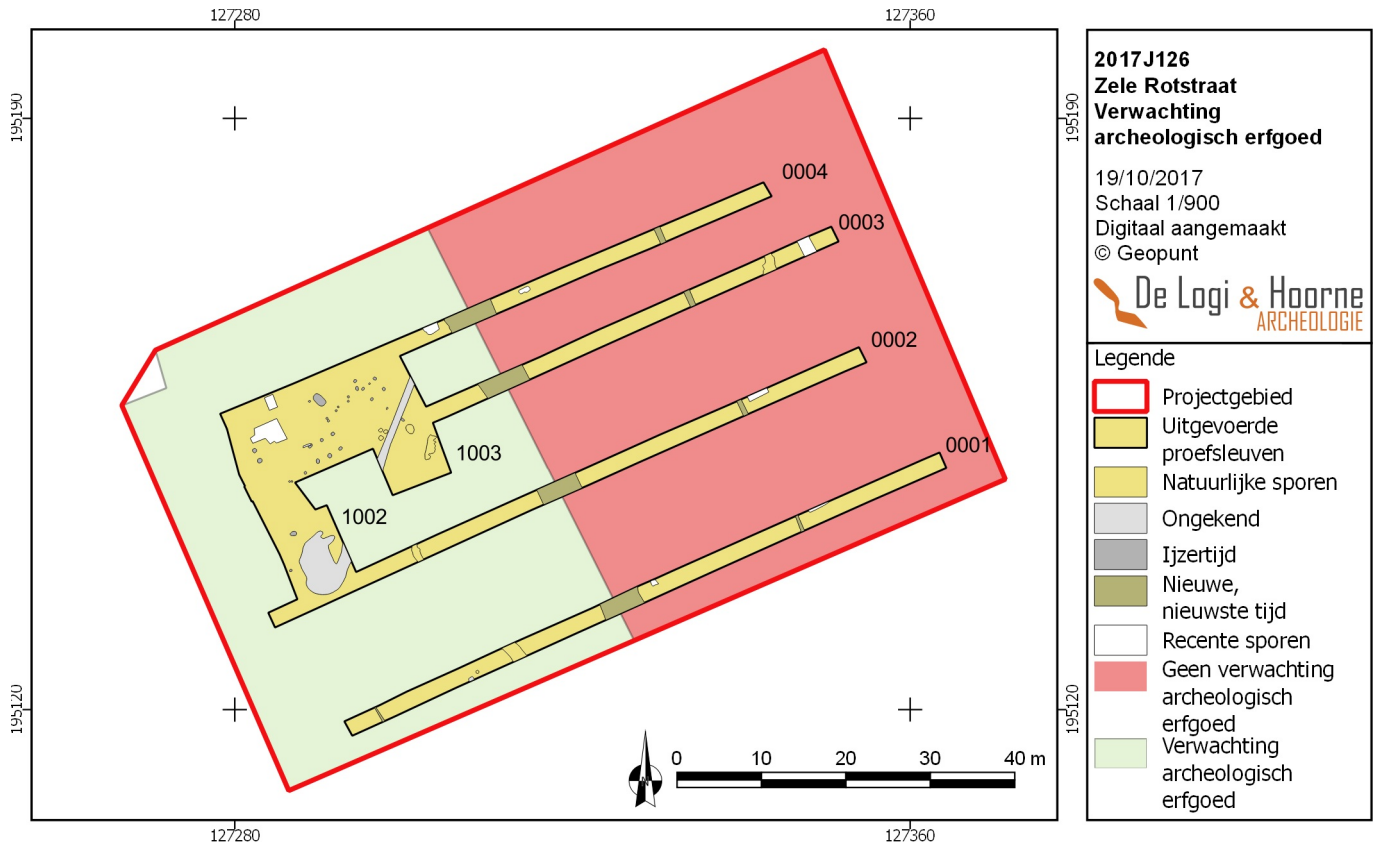 127280
127360
195190
195190
0004
0003
0002
0001
1003
1002
195120
195120
0
10
20
30
40 m
N
127280
127360
2017J126
Zele Rotstraat
Verwachting
archeologisch erfgoed
19/10/2017
Schaal 1/900
Digitaal aangemaakt
© Geopunt
De Logi & Hoorne
ARCHEOLOGIE
Legende
Projectgebied
Uitgevoerde
proefsleuven
Natuurlijke sporen
Ongekend
Ijzertijd
Nieuwe,
nieuwste tijd
Recente sporen
Geen verwachting
archeologisch
erfgoed
Verwachting
archeologisch
erfgoed